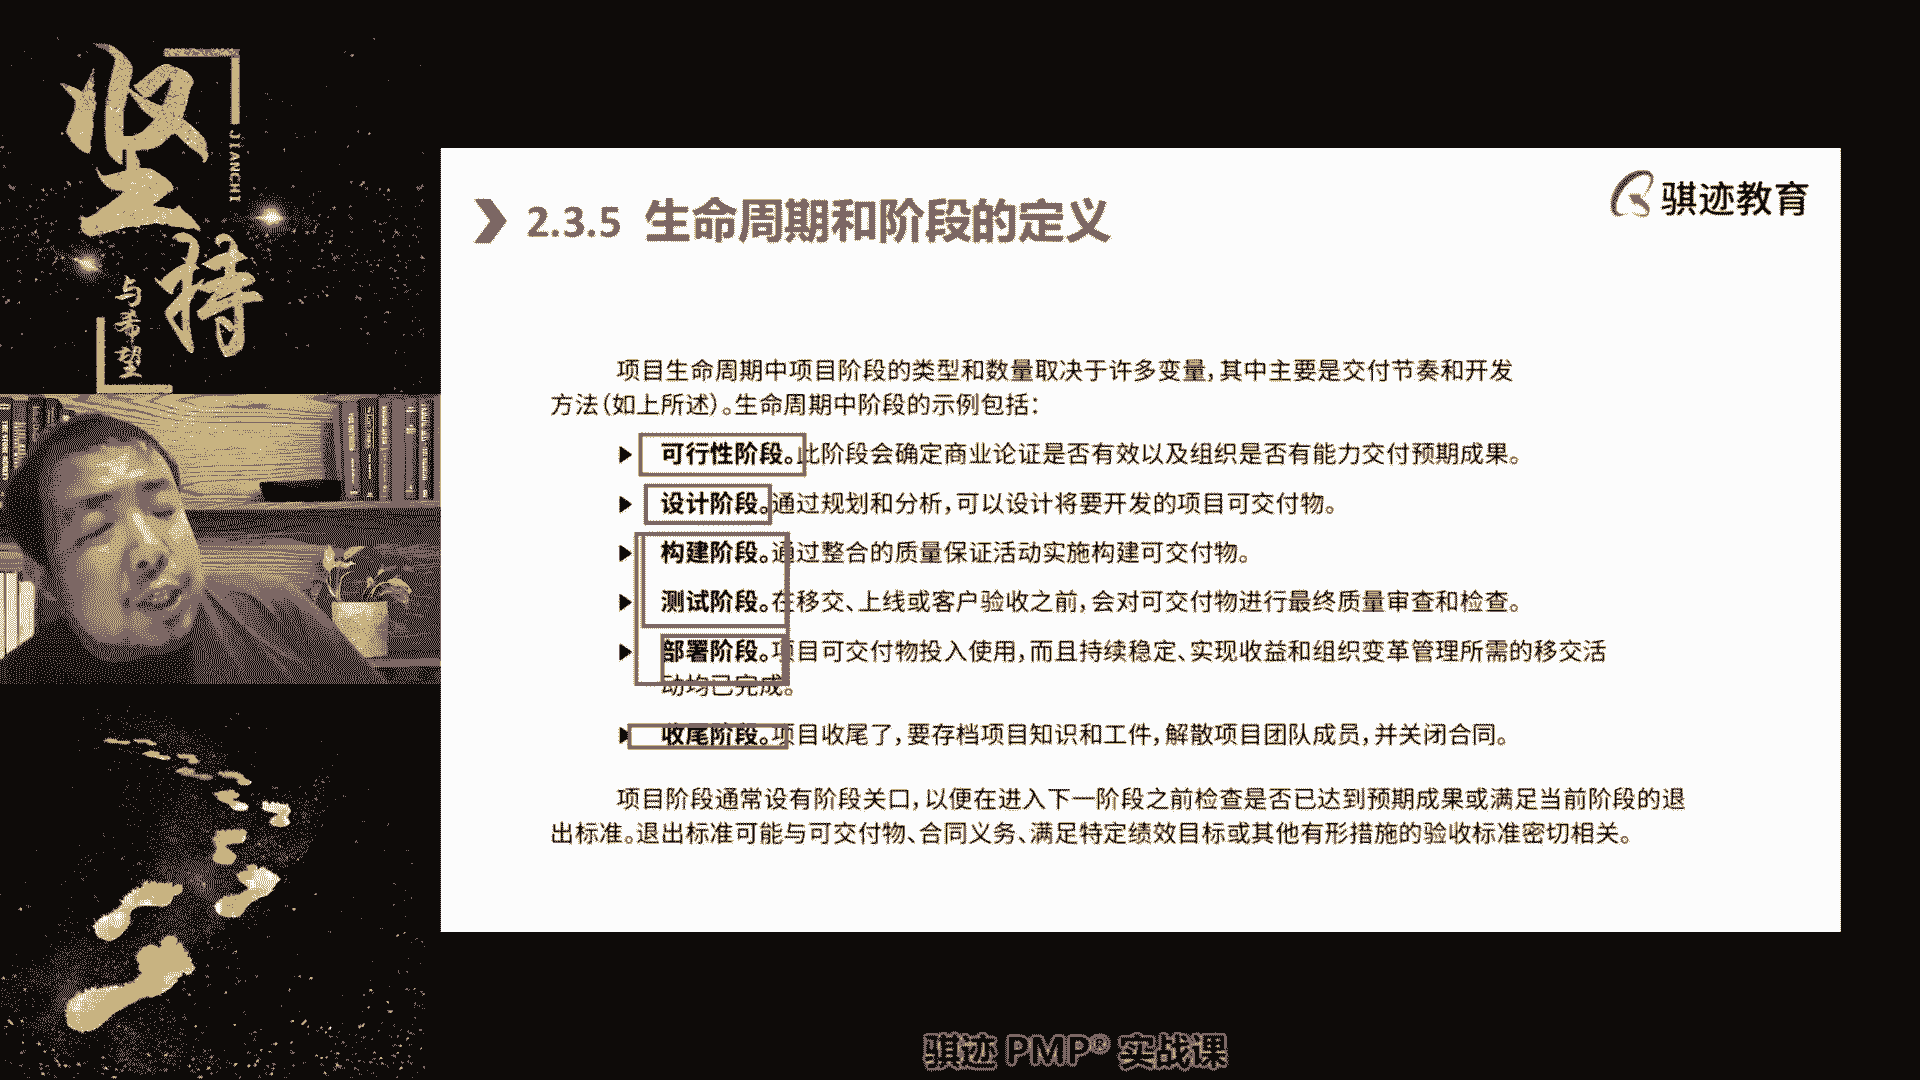 坚持
JIANCHI
与希望
骐迹教育
2.3.5 生命周期和阶段的定义
项目生命周期中项目阶段的类型和数量取决于许多变量，其中主要是交付节奏和开发
方法（如上所述）。生命周期中阶段的示例包括：
可行性阶段。此阶段会确定商业论证是否有效以及组织是否有能力交付预期成果。
设计阶段。通过规划和分析，可以设计将要开发的项目可交付物。
构建阶段。通过整合的质量保证活动实施构建可交付物。
测试阶段。在移交、上线或客户验收之前，会对可交付物进行最终质量审查和检查。
部署阶段。项目可交付物投入使用，而且持续稳定、实现收益和组织变革管理所需的移交活
动均已完成。
收尾阶段。项目收尾了，要存档项目知识和工件，解散项目团队成员，并关闭合同。
项目阶段通常设有阶段关口，以便在进入下一阶段之前检查是否已达到预期成果或满足当前阶段的退
出标准。退出标准可能与可交付物、合同义务、满足特定绩效目标或其他有形措施的验收标准密切相关。
骐迹 PMP® 实战课